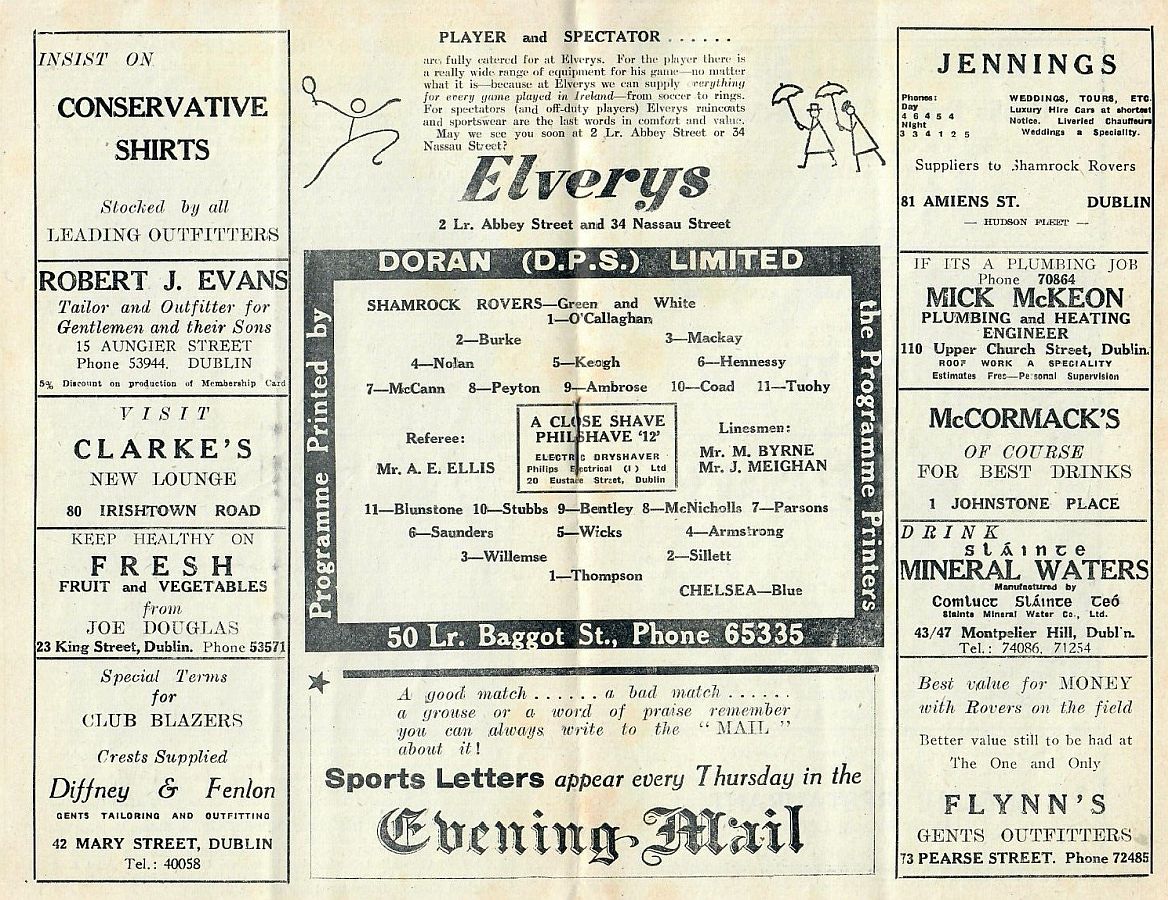 INSIST ON
CONSERVATIVE
SHIRTS
Stocked by all
LEADING OUTFITTERS
ROBERT J. EVANS
Tailor and Outfitter for
Gentlemen and their Sons
15 AUNGIER STREET
Phone 53944. DUBLIN
5% Discount on production of Membership Card
VISIT
CLARKE'S
NEW LOUNGE
80 IRISHTOWN ROAD
KEEP HEALTHY ON
FRESH
FRUIT and VEGETABLES
from
JOE DOUGLAS
23 King Street, Dublin. Phone 53571
Special Terms
for
CLUB BLAZERS
Crests Supplied
Diffney & Fenlon
GENTS TAILORING AND OUTFITTING
42 MARY STREET, DUBLIN
Tel.: 40058
PLAYER and SPECTATOR ......
are fully catered for at Elverys. For the player there is
a really wide range of equipment for his game—no matter
what it is—because at Elverys we can supply everything
for every game played in Ireland—from soccer to rings.
For spectators (and off-duty players) Elverys raincoats
and sportswear are the last words in comfort and value.
May we see you soon at 2 Lr. Abbey Street or 34
Nassau Street?
Elverys
2 Lr. Abbey Street and 34 Nassau Street
DORAN (D.P.S.) LIMITED
Programme Printed by
the Programme Printers
SHAMROCK ROVERS—Green and White
1—O'Callaghan
2—Burke 3—Mackay
4—Nolan 5—Keogh 6—Hennessy
7—McCann 8—Peyton 9—Ambrose 10—Coad 11—Tuohy
Referee:
Mr. A. E. ELLIS
A CLOSE SHAVE
PHILISHAVE '12'
ELECTRIC DRYSHAVER
Philips Electrical (I) Ltd
20 Eustace Street, Dublin
Linesmen:
Mr. M. BYRNE
Mr. J. MEIGHAN
11—Blunstone 10—Stubbs 9—Bentley 8—McNicholls 7—Parsons
6—Saunders 5—Wicks 4—Armstrong
3—Willemse 2—Sillett
1—Thompson
CHELSEA—Blue
50 Lr. Baggot St., Phone 65335
A good match ...... a bad match ......
a grouse or a word of praise remember
you can always write to the "MAIL"
about it!
Sports Letters appear every Thursday in the
Evening Mail
JENNINGS
Phones:
Day
46454
Night
334125
WEDDINGS, TOURS, ETC.
Luxury Hire Cars at shortest
Notice. Liveried Chauffeurs
Weddings a Speciality.
Suppliers to Shamrock Rovers
81 AMIENS ST. DUBLIN
— HUDSON FLEET —
IF ITS A PLUMBING JOB
Phone 70864
MICK McKEON
PLUMBING and HEATING
ENGINEER
110 Upper Church Street, Dublin.
ROOF WORK A SPECIALITY
Estimates Free—Personal Supervision
McCORMACK'S
OF COURSE
FOR BEST DRINKS
1 JOHNSTONE PLACE
DRINK
sláinte
MINERAL WATERS
Manufactured by
Comluct Sláinte Teó
Slainte Mineral Water Co., Ltd.
43/47 Montpelier Hill, Dublin.
Tel.: 74086, 71254
Best value for MONEY
with Rovers on the field
Better value still to be had at
The One and Only
FLYNN'S
GENTS OUTFITTERS
73 PEARSE STREET. Phone 72485